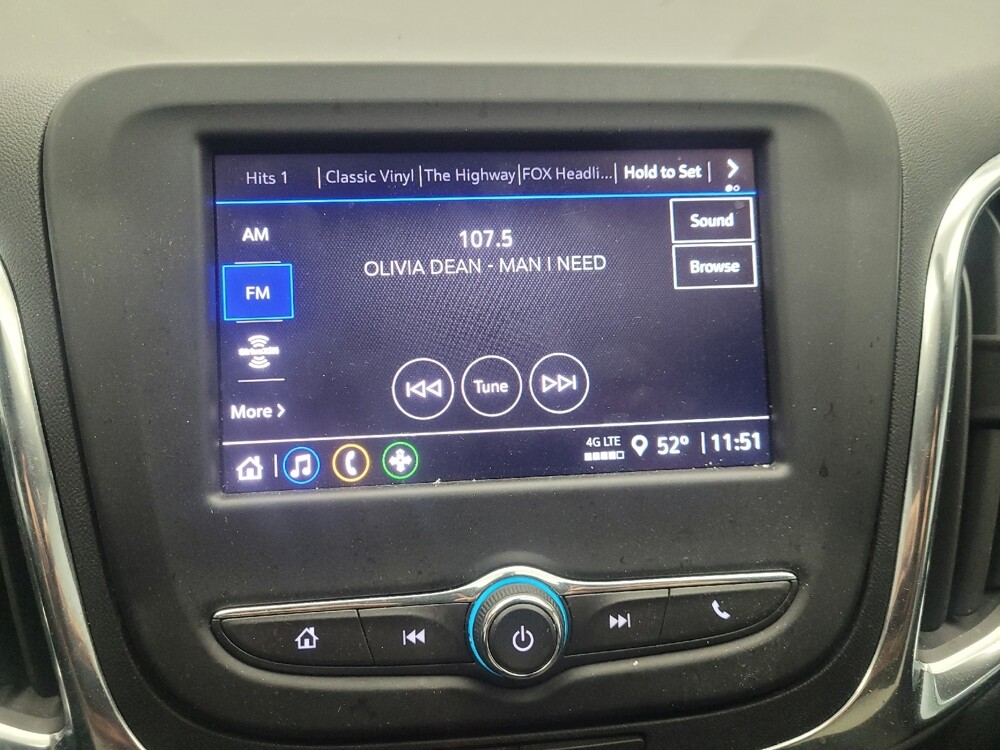 Hits 1 | Classic Vinyl | The Highway | FOX Headli... | Hold to Set |
AM
107.5
Sound
OLIVIA DEAN - MAN I NEED
Browse
FM
SiriusXM
Tune
More
4G LTE
52° | 11:51